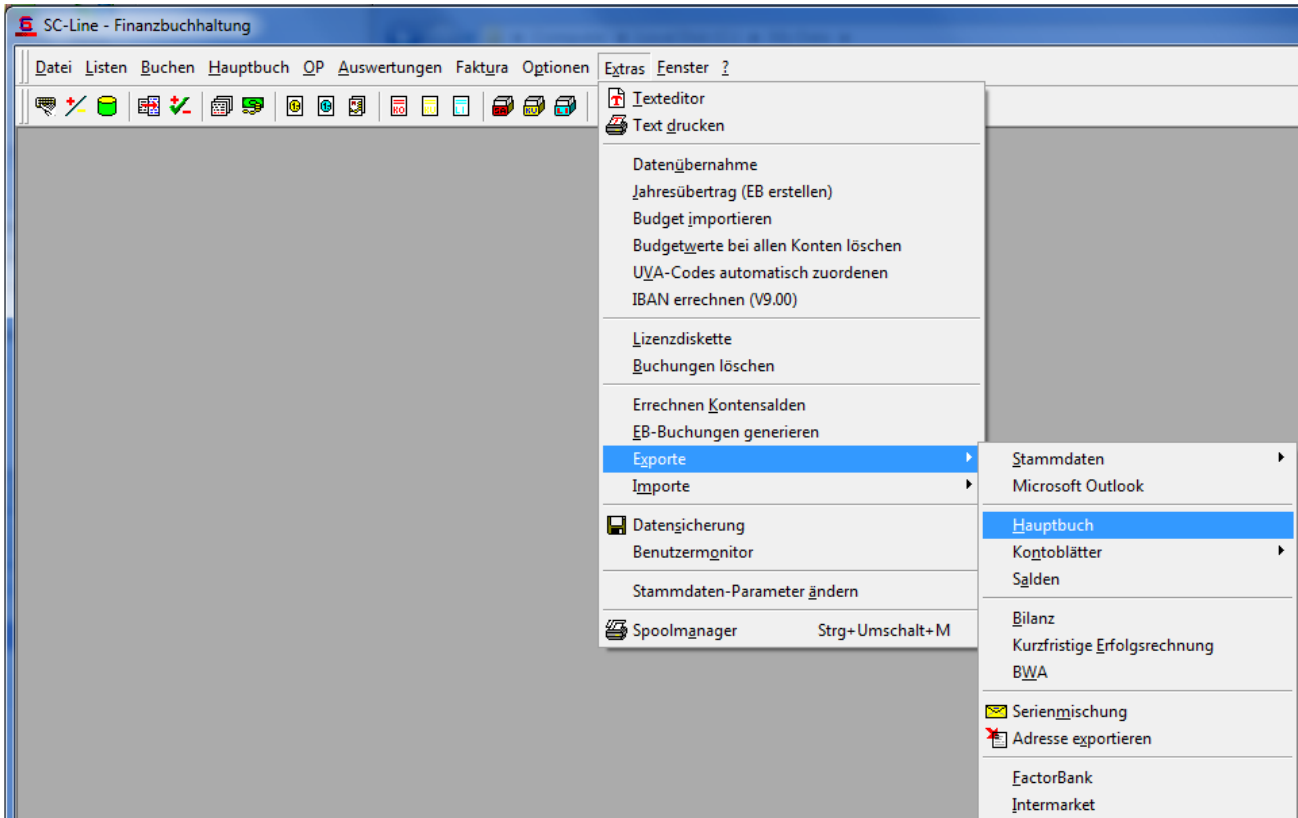 SC-Line - Finanzbuchhaltung
Datei Listen Buchen Hauptbuch OP Auswertungen Faktura Optionen Extras Fenster ?
Texteditor
Text drucken
Datenübernahme
Jahresübertrag (EB erstellen)
Budget importieren
Budgetwerte bei allen Konten löschen
UVA-Codes automatisch zuordenen
IBAN errechnen (V9.00)
Lizenzdiskette
Buchungen löschen
Errechnen Kontensalden
EB-Buchungen generieren
Exporte
Importe
Datensicherung
Benutzermonitor
Stammdaten-Parameter ändern
Spoolmanager Strg+Umschalt+M
Stammdaten
Microsoft Outlook
Hauptbuch
Kontoblätter
Salden
Bilanz
Kurzfristige Erfolgsrechnung
BWA
Serienmischung
Adresse exportieren
FactorBank
Intermarket